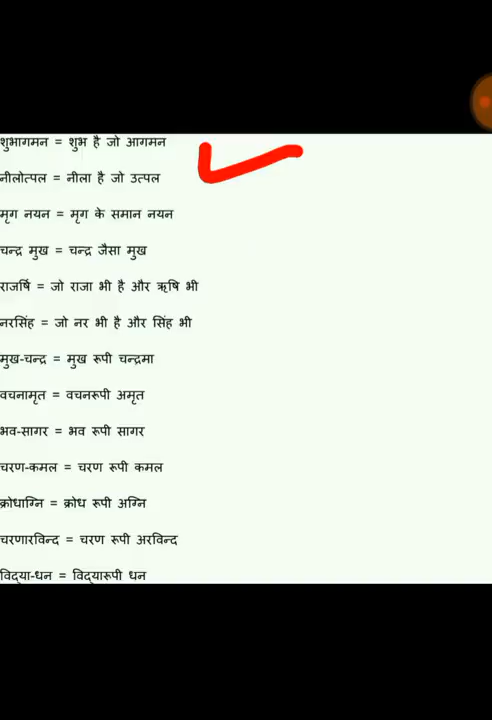 शुभागमन = शुभ है जो आगमन
नीलोत्पल = नीला है जो उत्पल
मृग नयन = मृग के समान नयन
चन्द्र मुख = चन्द्र जैसा मुख
राजर्षि = जो राजा भी है और ऋषि भी
नरसिंह = जो नर भी है और सिंह भी
मुख-चन्द्र = मुख रूपी चन्द्रमा
वचनामृत = वचनरूपी अमृत
भव-सागर = भव रूपी सागर
चरण-कमल = चरण रूपी कमल
क्रोधाग्नि = क्रोध रूपी अग्नि
चरणारविन्द = चरण रूपी अरविन्द
विद्या-धन = विद्यारूपी धन